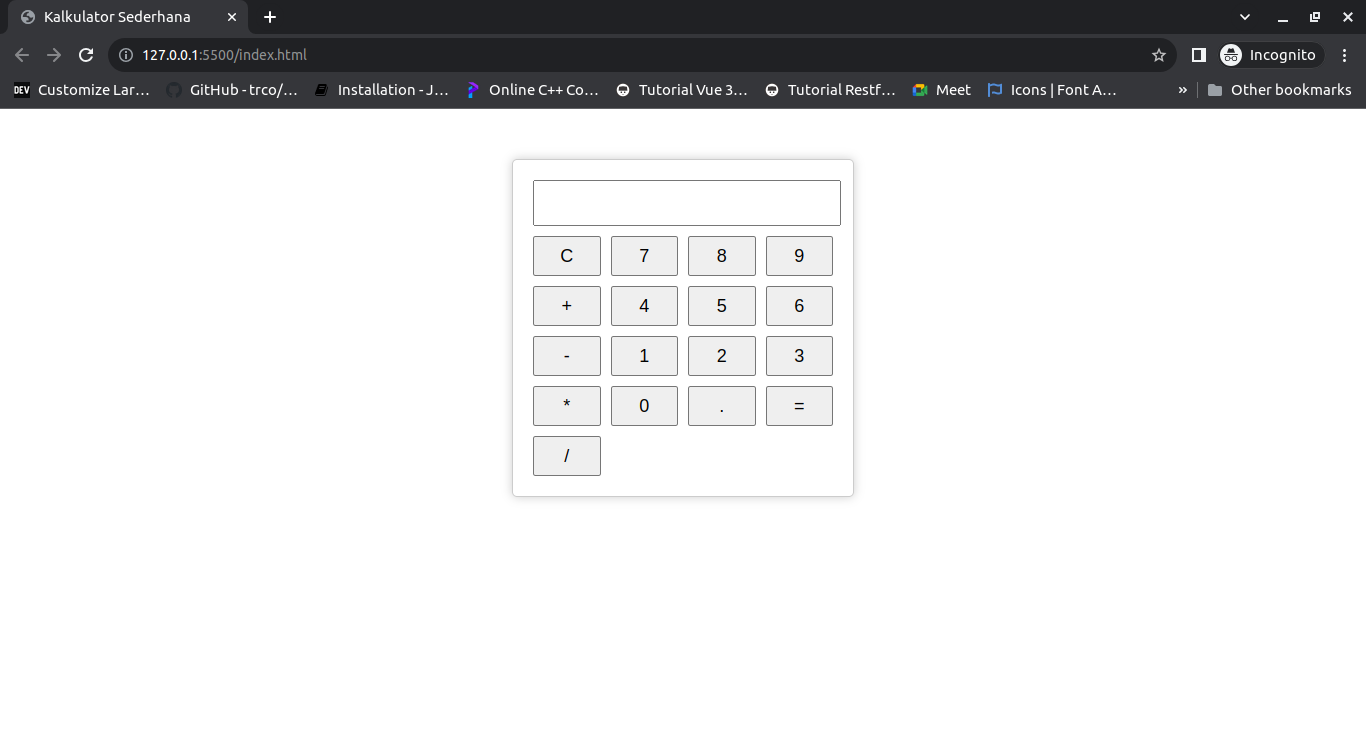 Kalkulator Sederhana
127.0.0.1:5500/index.html
Incognito
DEV Customize Lar...
GitHub - trco/...
Installation - J...
Online C++ Co...
Tutorial Vue 3...
Tutorial Restf...
Meet
Icons | Font A...
»
Other bookmarks
C 7 8 9
+ 4 5 6
- 1 2 3
* 0 . =
/